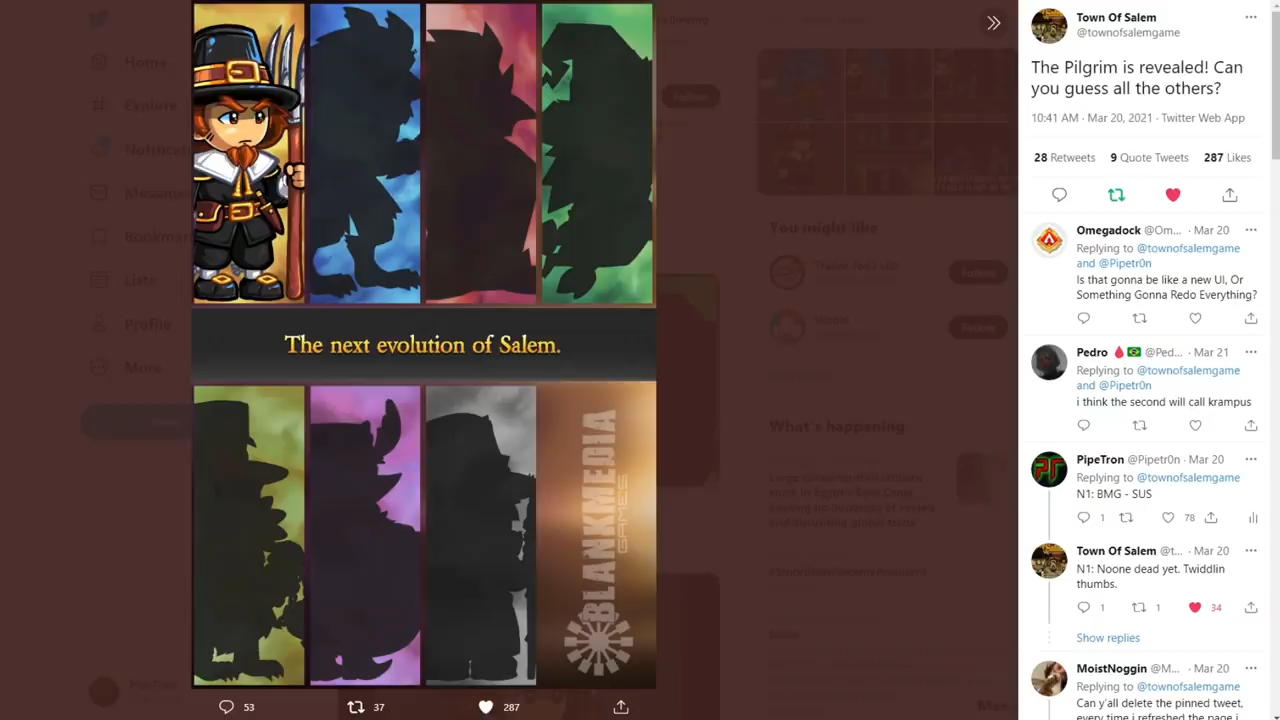 Home
Explore
Notificati
Messages
Bookmar
Lists
Profile
More
The next evolution of Salem.
BLANKMEDIA
GAMES
53
37
287
Follow
You might like
Follow
Follow
What's happening
Town Of Salem
@townofsalemgame
The Pilgrim is revealed! Can
you guess all the others?
10:41 AM · Mar 20, 2021 · Twitter Web App
28 Retweets 9 Quote Tweets 287 Likes
Omegadock @Om... · Mar 20
Replying to @townofsalemgame
and @Pipetr0n
Is that gonna be like a new UI, Or
Something Gonna Redo Everything?
Pedro 🩸🇧🇷 @Ped... · Mar 21
Replying to @townofsalemgame
and @Pipetr0n
i think the second will call krampus
PipeTron @Pipetr0n · Mar 20
Replying to @townofsalemgame
N1: BMG - SUS
1 78
Town Of Salem @t... · Mar 20
N1: Noone dead yet. Twiddlin
thumbs.
1 1 34
Show replies
MoistNoggin @M... · Mar 20
Replying to @townofsalemgame
Can y'all delete the pinned tweet,
every time i refreshed the page i